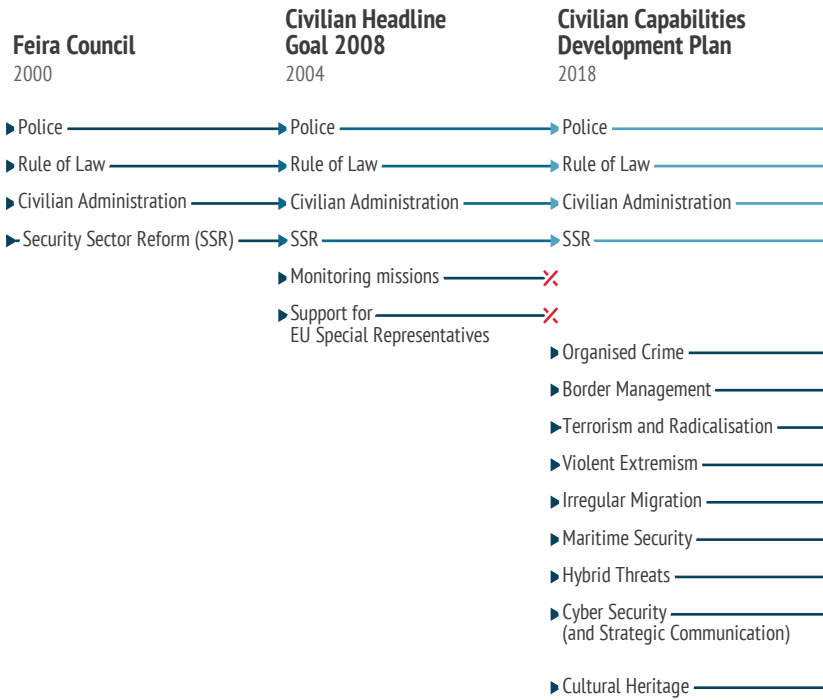 Feira Council
2000
Civilian Headline
Goal 2008
2004
Civilian Capabilities
Development Plan
2018
Police
Rule of Law
Civilian Administration
Security Sector Reform (SSR)
Police
Rule of Law
Civilian Administration
SSR
Monitoring missions
Support for
EU Special Representatives
Police
Rule of Law
Civilian Administration
SSR
Organised Crime
Border Management
Terrorism and Radicalisation
Violent Extremism
Irregular Migration
Maritime Security
Hybrid Threats
Cyber Security
(and Strategic Communication)
Cultural Heritage